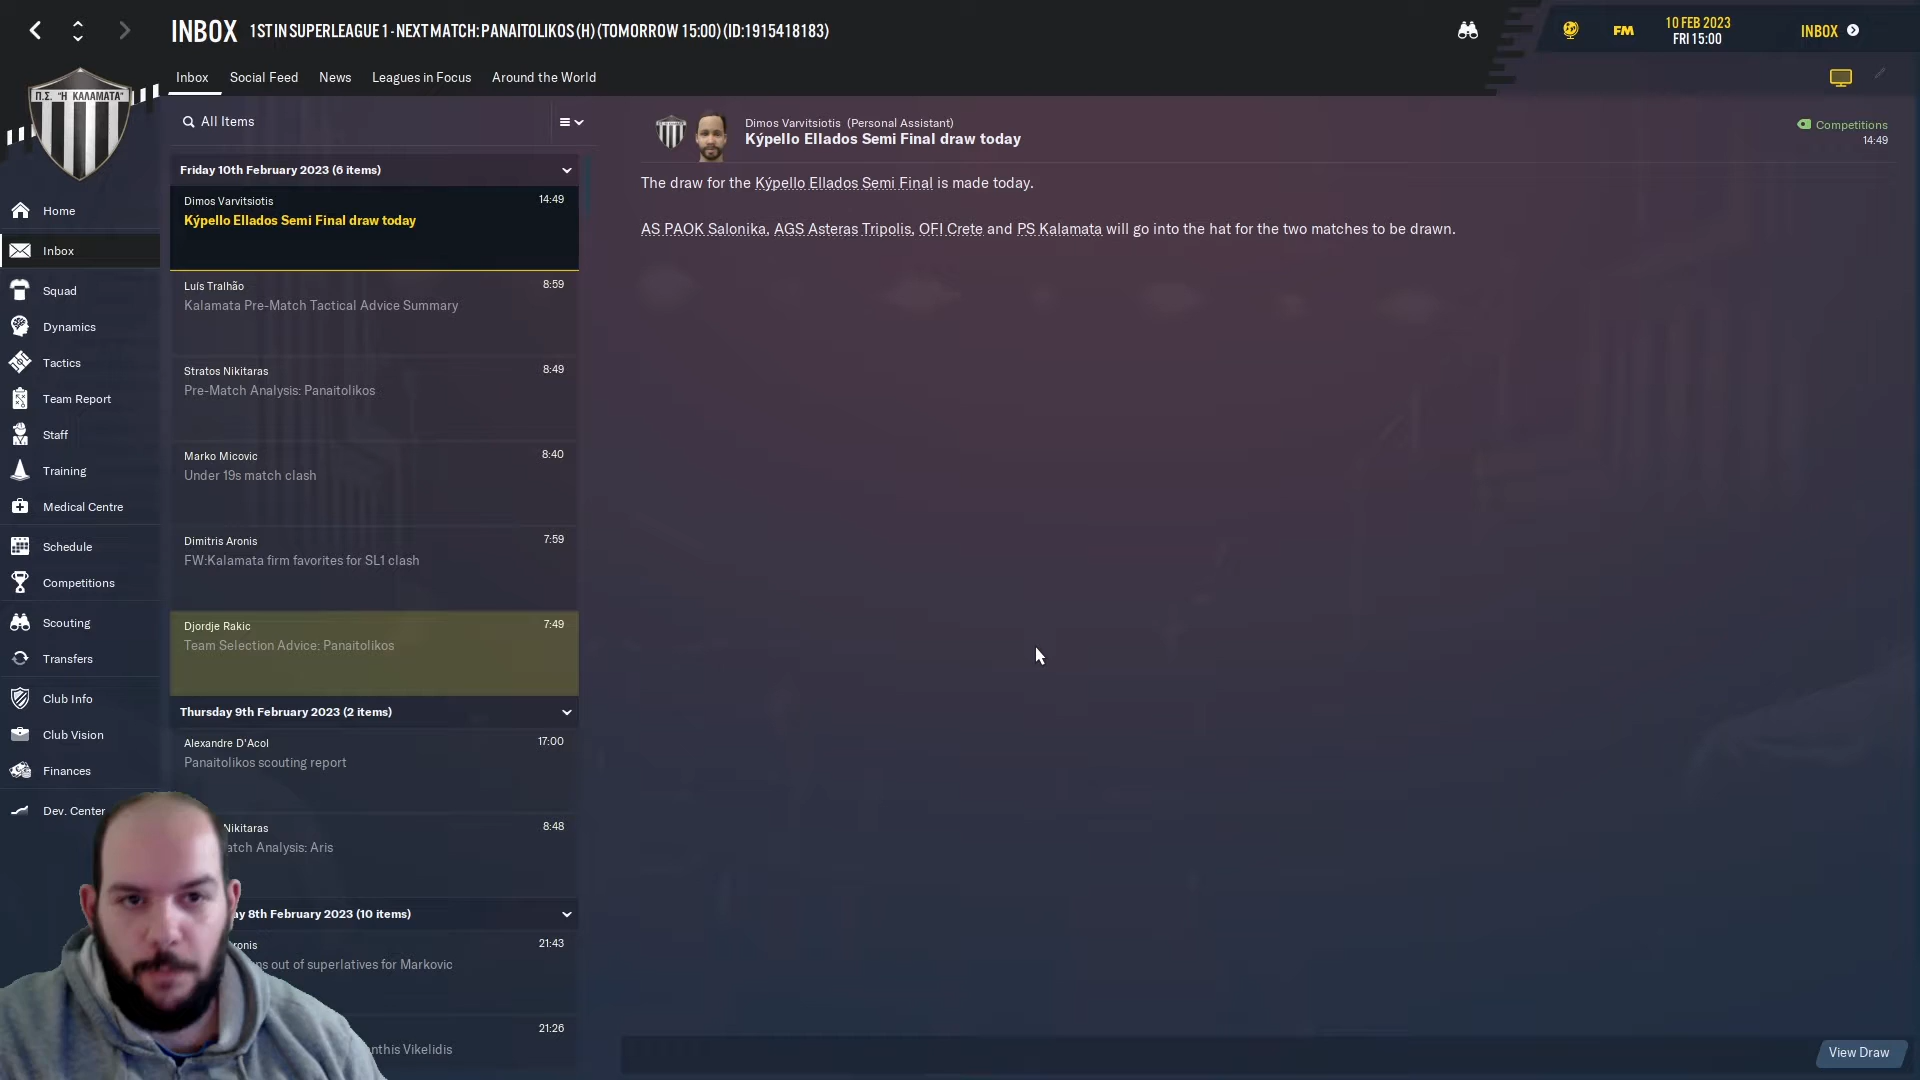 INBOX 1ST IN SUPERLEAGUE 1 - NEXT MATCH: PANAITOLIKOS (H) (TOMORROW 15:00) (ID:1915418183)
FM
10 FEB 2023
FRI 15:00
INBOX
Inbox Social Feed News Leagues in Focus Around the World
Π.Σ. "Η ΚΑΛΑΜΑΤΑ"
Home
Inbox
Squad
Dynamics
Tactics
Team Report
Staff
Training
Medical Centre
Schedule
Competitions
Scouting
Transfers
Club Info
Club Vision
Finances
Dev. Center
All Items
Friday 10th February 2023 (6 items)
Dimos Varvitsiotis 14:49
Kýpello Ellados Semi Final draw today
Luís Tralhão 8:59
Kalamata Pre-Match Tactical Advice Summary
Stratos Nikitaras 8:49
Pre-Match Analysis: Panaitolikos
Marko Micovic 8:40
Under 19s match clash
Dimitris Aronis 7:59
FW:Kalamata firm favorites for SL1 clash
Djordje Rakic 7:49
Team Selection Advice: Panaitolikos
Thursday 9th February 2023 (2 items)
Alexandre D'Acol 17:00
Panaitolikos scouting report
Nikitaras 8:48
atch Analysis: Aris
ay 8th February 2023 (10 items)
ronis 21:43
ns out of superlatives for Markovic
21:26
anthis Vikelidis
Dimos Varvitsiotis (Personal Assistant)
Kýpello Ellados Semi Final draw today
Competitions
14:49
The draw for the Kýpello Ellados Semi Final is made today.
AS PAOK Salonika, AGS Asteras Tripolis, OFI Crete and PS Kalamata will go into the hat for the two matches to be drawn.
View Draw